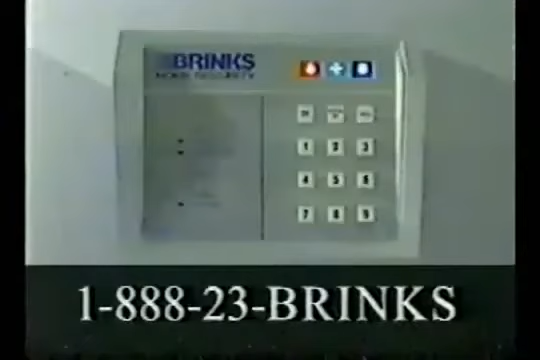 BRINKS
HOME SECURITY
1 2 3
4 5 6
7 8 9
1-888-23-BRINKS